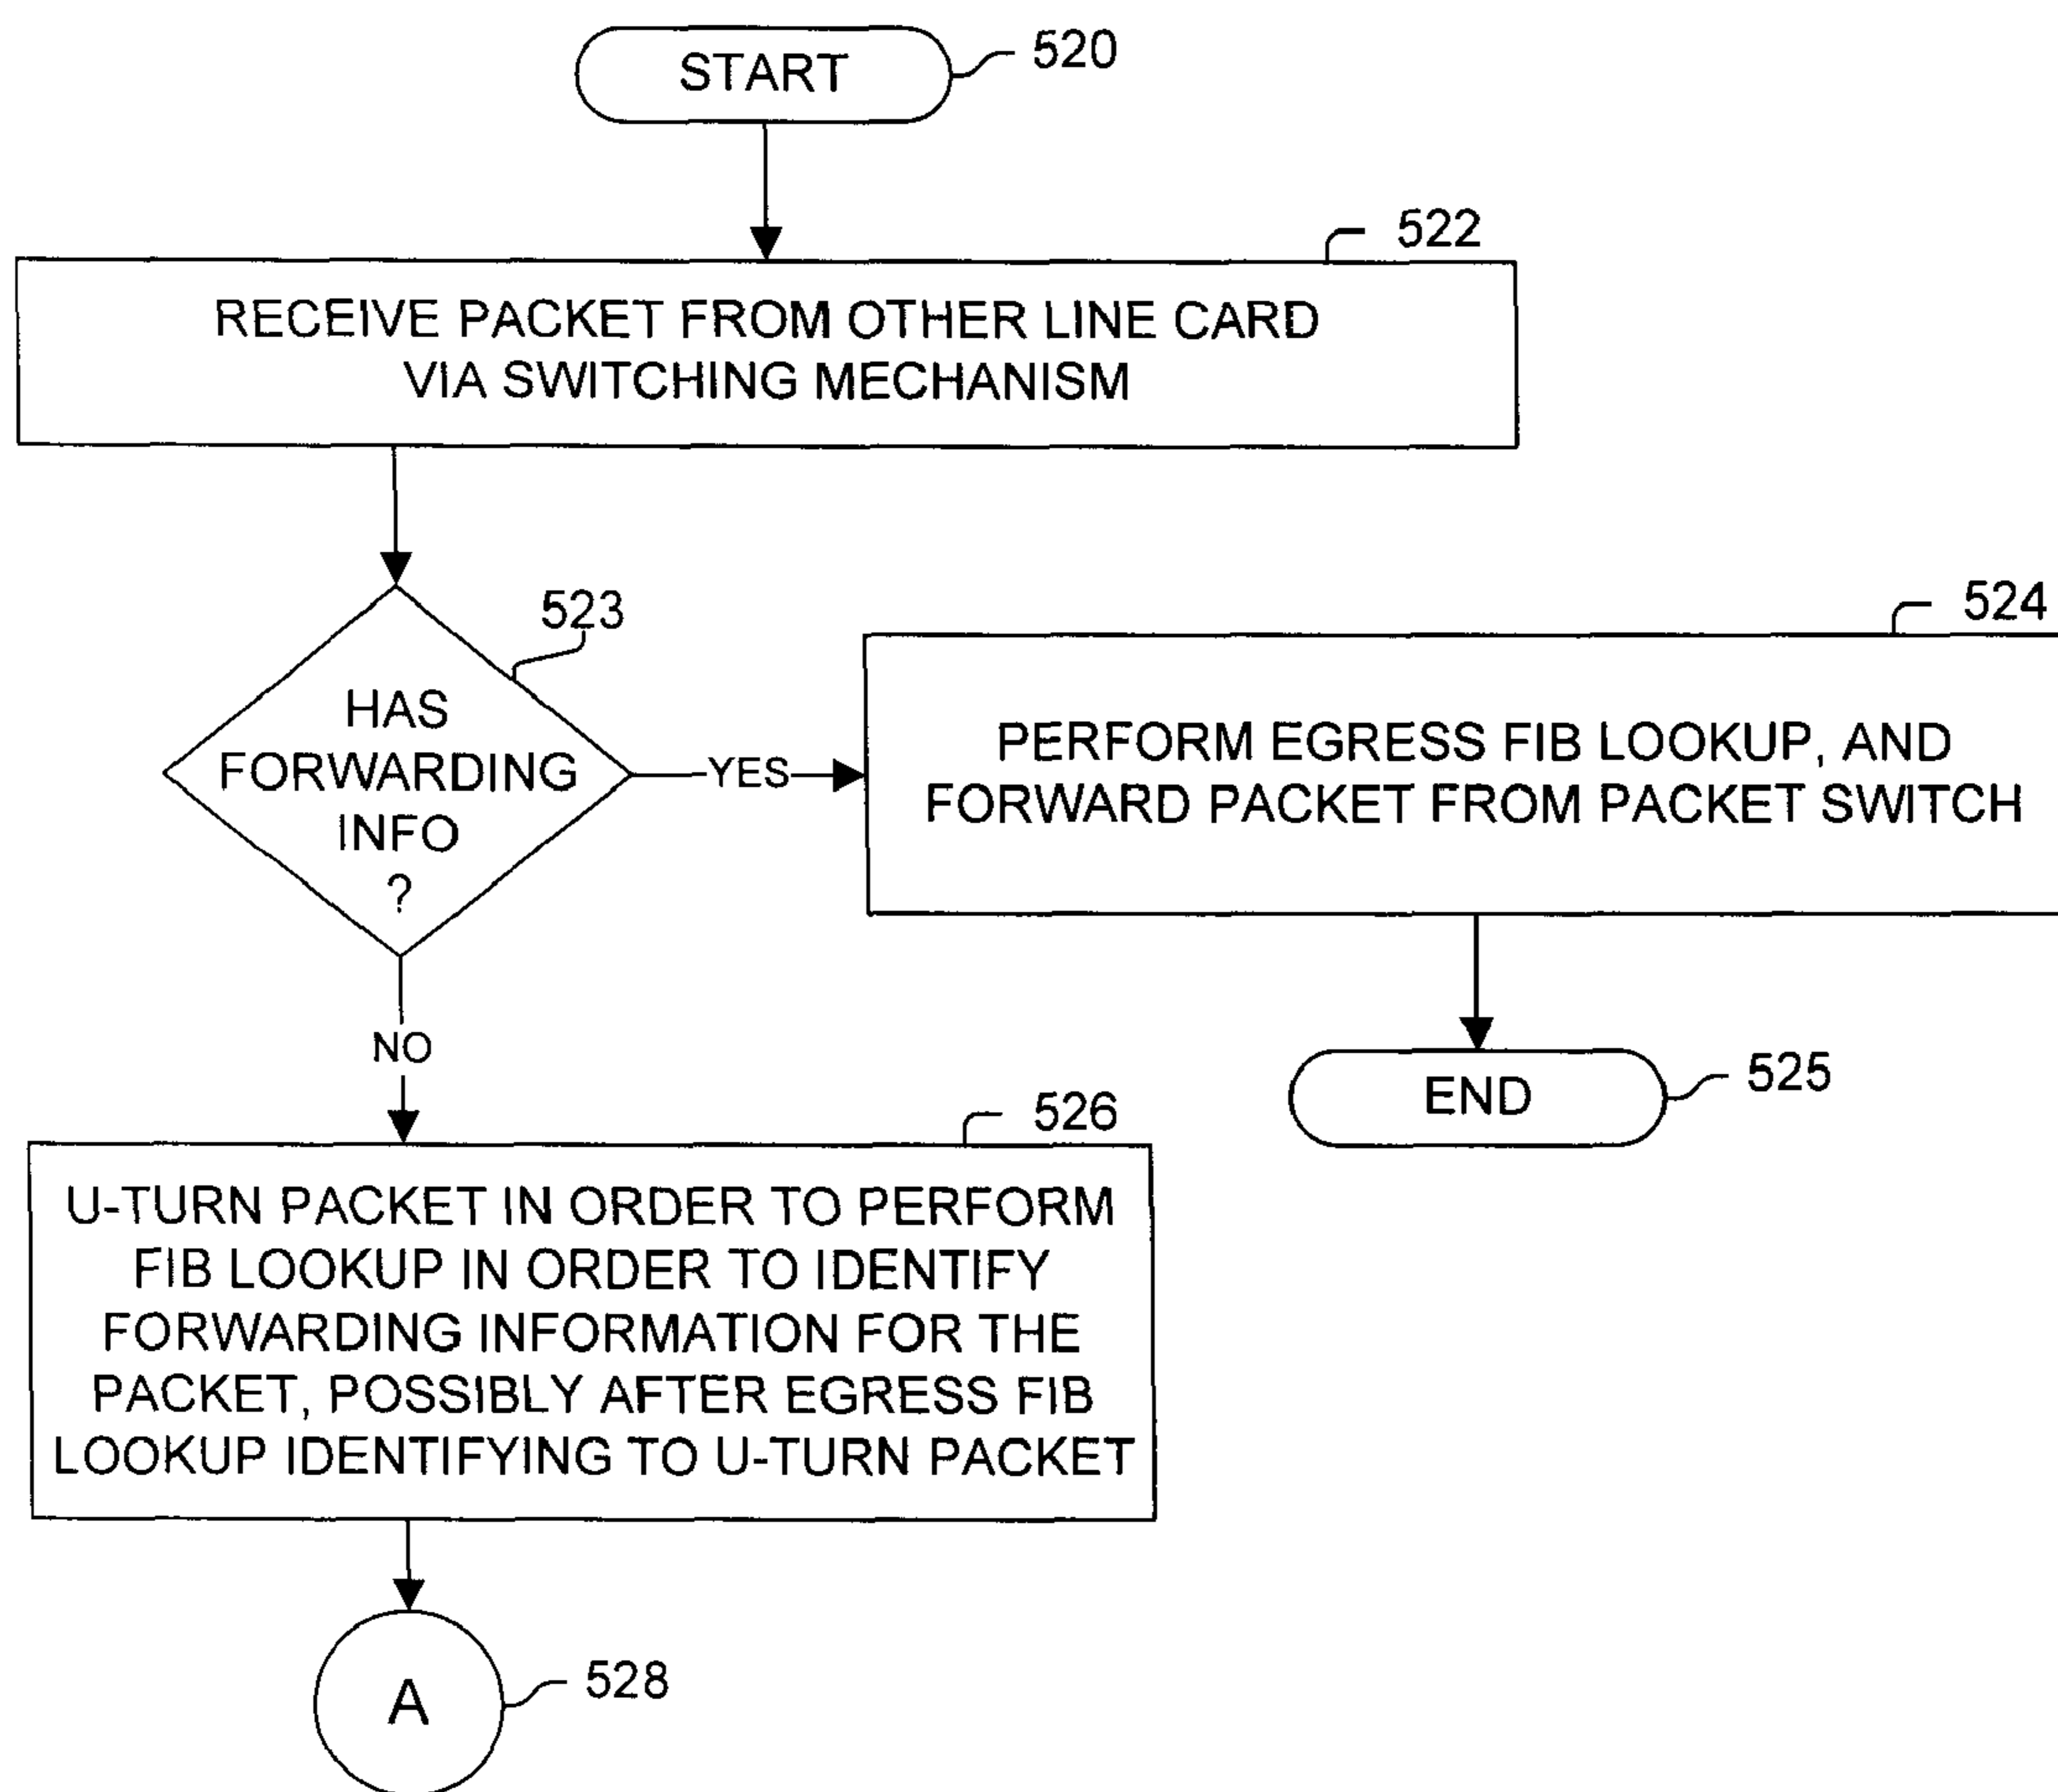 START
520
522
RECEIVE PACKET FROM OTHER LINE CARD
VIA SWITCHING MECHANISM
523
HAS
FORWARDING
INFO
?
YES
524
PERFORM EGRESS FIB LOOKUP, AND
FORWARD PACKET FROM PACKET SWITCH
END
525
NO
526
U-TURN PACKET IN ORDER TO PERFORM
FIB LOOKUP IN ORDER TO IDENTIFY
FORWARDING INFORMATION FOR THE
PACKET, POSSIBLY AFTER EGRESS FIB
LOOKUP IDENTIFYING TO U-TURN PACKET
A
528